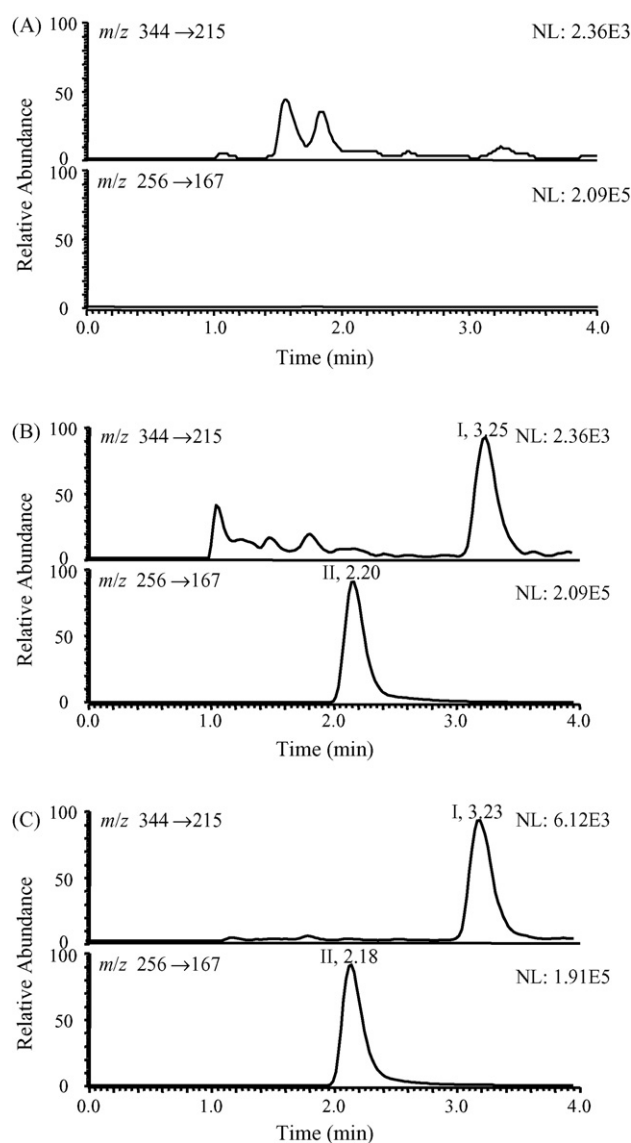 (A)
100
m/z 344→215
NL: 2.36E3
50
0
100
m/z 256→167
NL: 2.09E5
50
0
Relative Abundance
0.0 1.0 2.0 3.0 4.0
Time (min)
(B)
100
m/z 344→215
I, 3.25
NL: 2.36E3
50
0
Relative Abundance
100
m/z 256→167
II, 2.20
NL: 2.09E5
50
0
Relative Abundance
0.0 1.0 2.0 3.0 4.0
Time (min)
(C)
100
m/z 344→215
I, 3.23
NL: 6.12E3
50
0
Relative Abundance
100
m/z 256→167
II, 2.18
NL: 1.91E5
50
0
Relative Abundance
0.0 1.0 2.0 3.0 4.0
Time (min)